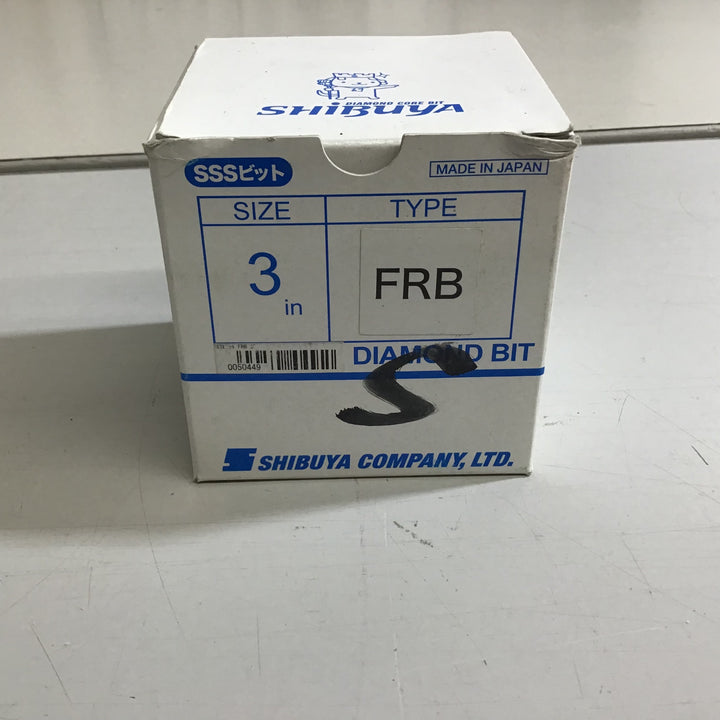 DIAMOND CORE BIT
SHIBUYA
SSSビット
MADE IN JAPAN
SIZE
TYPE
3 in
FRB
0050449
DIAMOND BIT
S
SHIBUYA COMPANY, LTD.